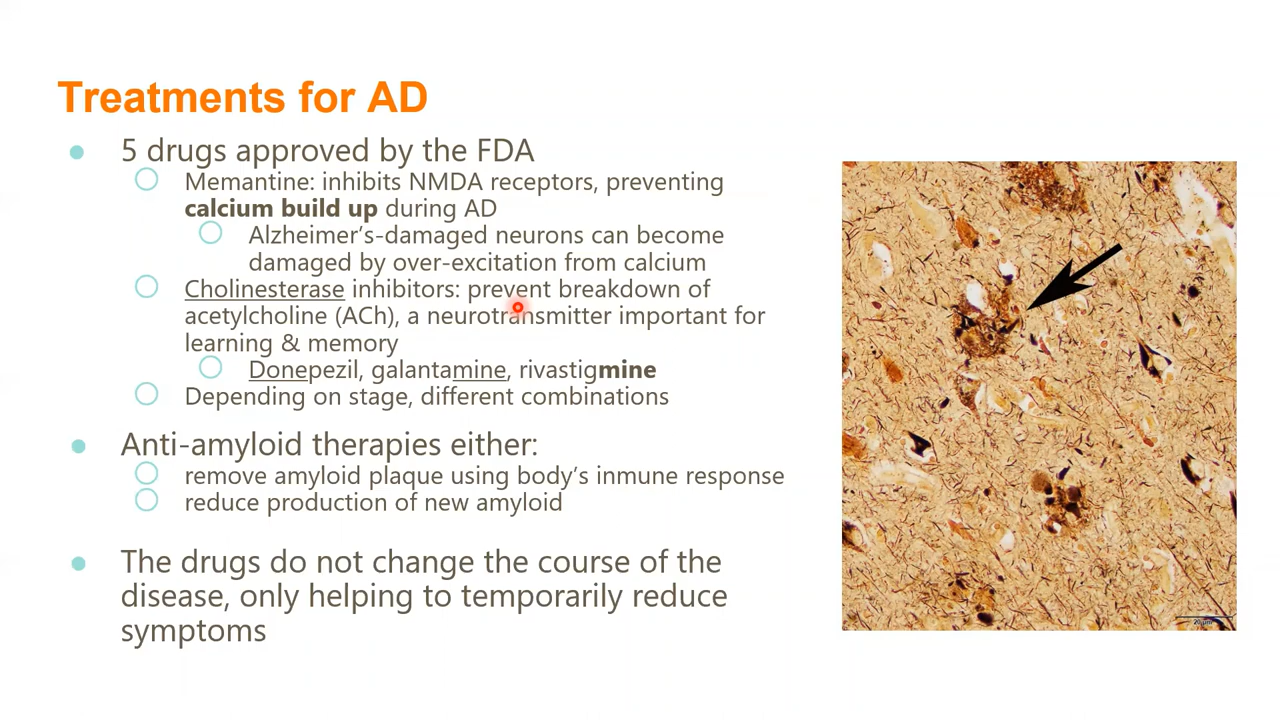 Treatments for AD
5 drugs approved by the FDA
Memantine: inhibits NMDA receptors, preventing
calcium build up during AD
Alzheimer's-damaged neurons can become
damaged by over-excitation from calcium
Cholinesterase inhibitors: prevent breakdown of
acetylcholine (ACh), a neurotransmitter important for
learning & memory
Donepezil, galantamine, rivastigmine
Depending on stage, different combinations
Anti-amyloid therapies either:
remove amyloid plaque using body's inmune response
reduce production of new amyloid
The drugs do not change the course of the
disease, only helping to temporarily reduce
symptoms
20 μm